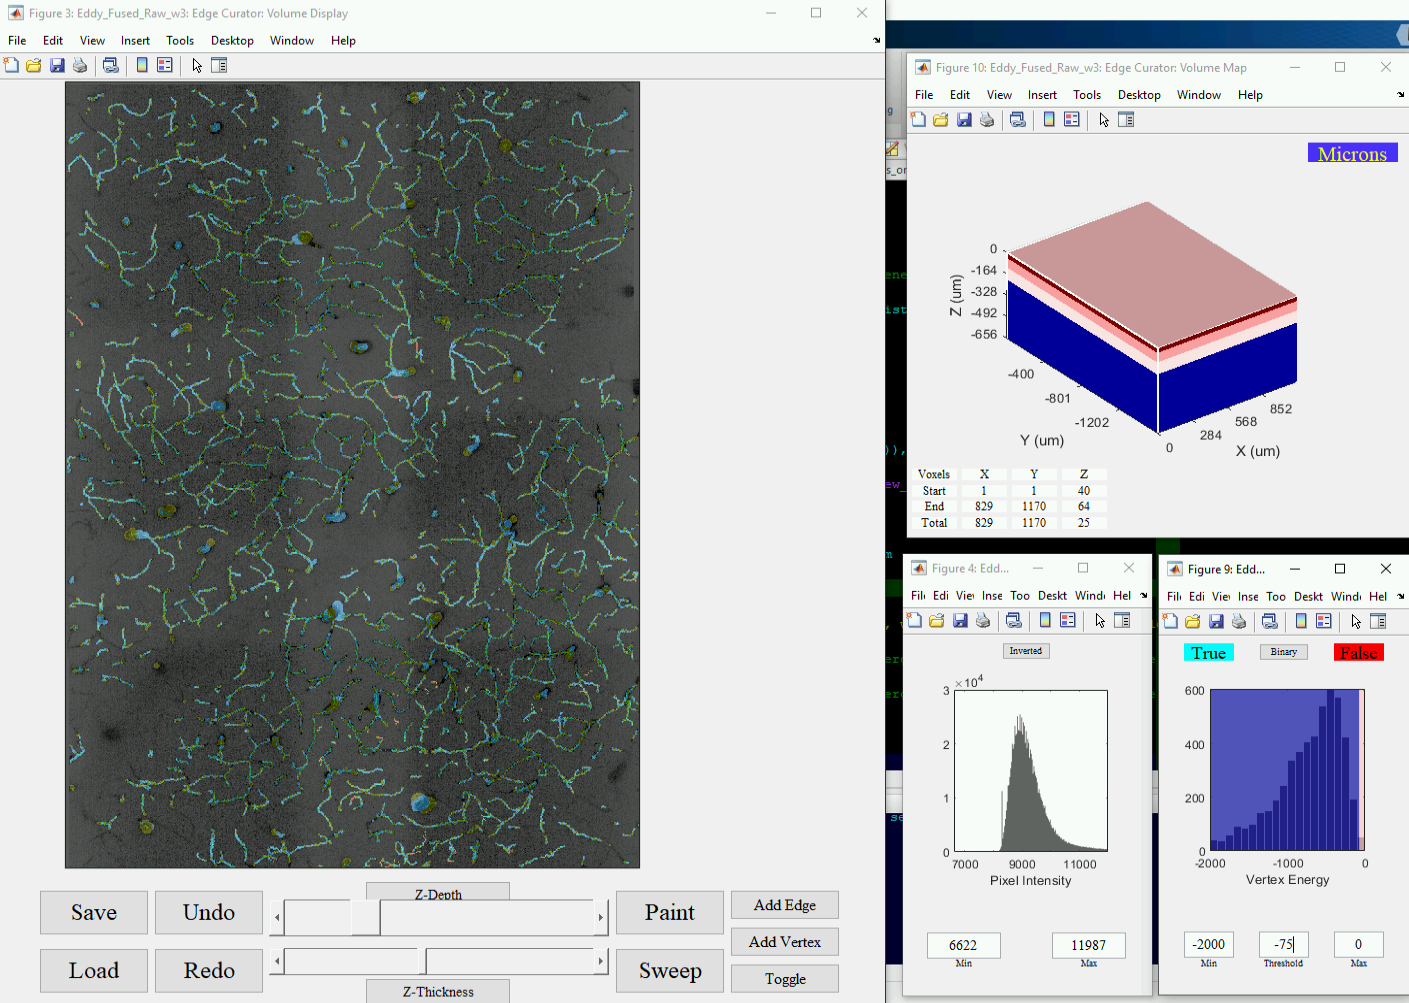 Figure 3: Eddy_Fused_Raw_w3: Edge Curator: Volume Display
File Edit View Insert Tools Desktop Window Help
Z-Depth
Save Undo Paint Add Edge
Add Vertex
Load Redo Sweep Toggle
Z-Thickness
Figure 10: Eddy_Fused_Raw_w3: Edge Curator: Volume Map
File Edit View Insert Tools Desktop Window Help
Microns
0
-164
-328
-492
-656
Z (um)
-400
-801
-1202
Y (um)
0
284
568
852
X (um)
Voxels X Y Z
Start 1 1 40
End 829 1170 64
Total 829 1170 25
Figure 4: Edd...
Fil Edi Vie Inse Too Deskt Wind Hel
Inverted
×10^4
3
2
1
0
7000 9000 11000
Pixel Intensity
6622 11987
Min Max
Figure 9: Edd...
Fil Edi Vie Inse Too Deskt Wind Hel
True Binary False
600
400
200
0
-2000 -1000 0
Vertex Energy
-2000 -75 0
Min Threshold Max